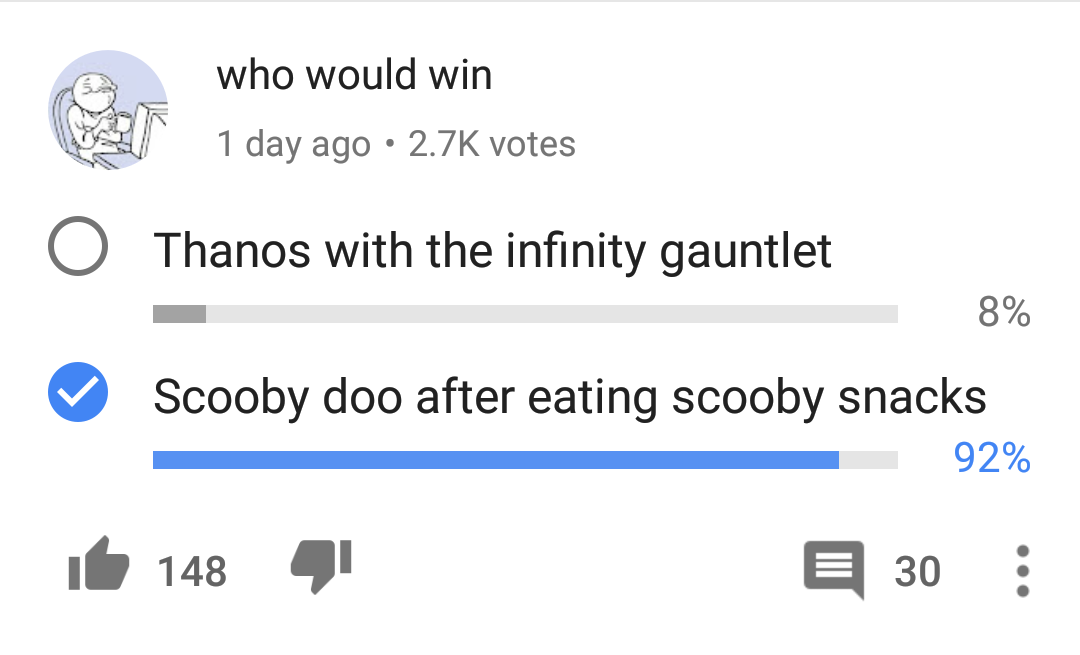 who would win
1 day ago • 2.7K votes
Thanos with the infinity gauntlet
8%
Scooby doo after eating scooby snacks
92%
148 30